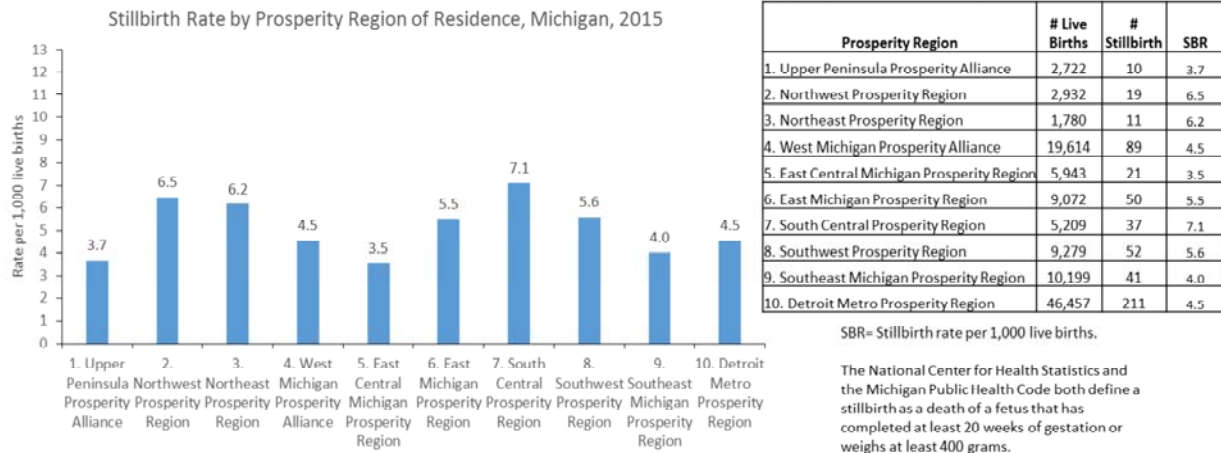 Stillbirth Rate by Prosperity Region of Residence, Michigan, 2015
Rate per 1,000 live births
13
12
11
10
9
8
7
6
5
4
3
2
1
0
3.7
6.5
6.2
4.5
3.5
5.5
7.1
5.6
4.0
4.5
1. Upper
Peninsula
Prosperity
Alliance
2.
Northwest
Prosperity
Region
3.
Northeast
Prosperity
Region
4. West
Michigan
Prosperity
Alliance
5. East
Central
Michigan
Prosperity
Region
6. East
Michigan
Prosperity
Region
7. South
Central
Prosperity
Region
8.
Southwest
Prosperity
Region
9.
Southeast
Michigan
Prosperity
Region
10. Detroit
Metro
Prosperity
Region
Prosperity Region # Live Births # Stillbirth SBR
1. Upper Peninsula Prosperity Alliance 2,722 10 3.7
2. Northwest Prosperity Region 2,932 19 6.5
3. Northeast Prosperity Region 1,780 11 6.2
4. West Michigan Prosperity Alliance 19,614 89 4.5
5. East Central Michigan Prosperity Region 5,943 21 3.5
6. East Michigan Prosperity Region 9,072 50 5.5
7. South Central Prosperity Region 5,209 37 7.1
8. Southwest Prosperity Region 9,279 52 5.6
9. Southeast Michigan Prosperity Region 10,199 41 4.0
10. Detroit Metro Prosperity Region 46,457 211 4.5
SBR= Stillbirth rate per 1,000 live births.
The National Center for Health Statistics and
the Michigan Public Health Code both define a
stillbirth as a death of a fetus that has
completed at least 20 weeks of gestation or
weighs at least 400 grams.